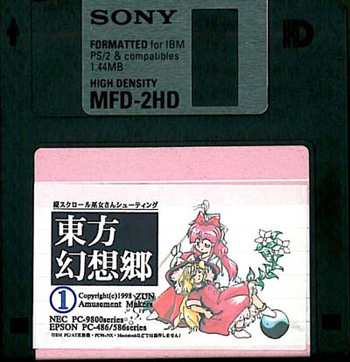 SONY
FORMATTED for IBM
PS/2 & compatibles
1.44MB
HIGH DENSITY
MFD-2HD
HD
縦スクロール巫女さんシューティング
東方
幻想郷
1
Copyright(c)1998 ZUN
Amusement Makers
NEC PC-9800series
EPSON PC-486/586series